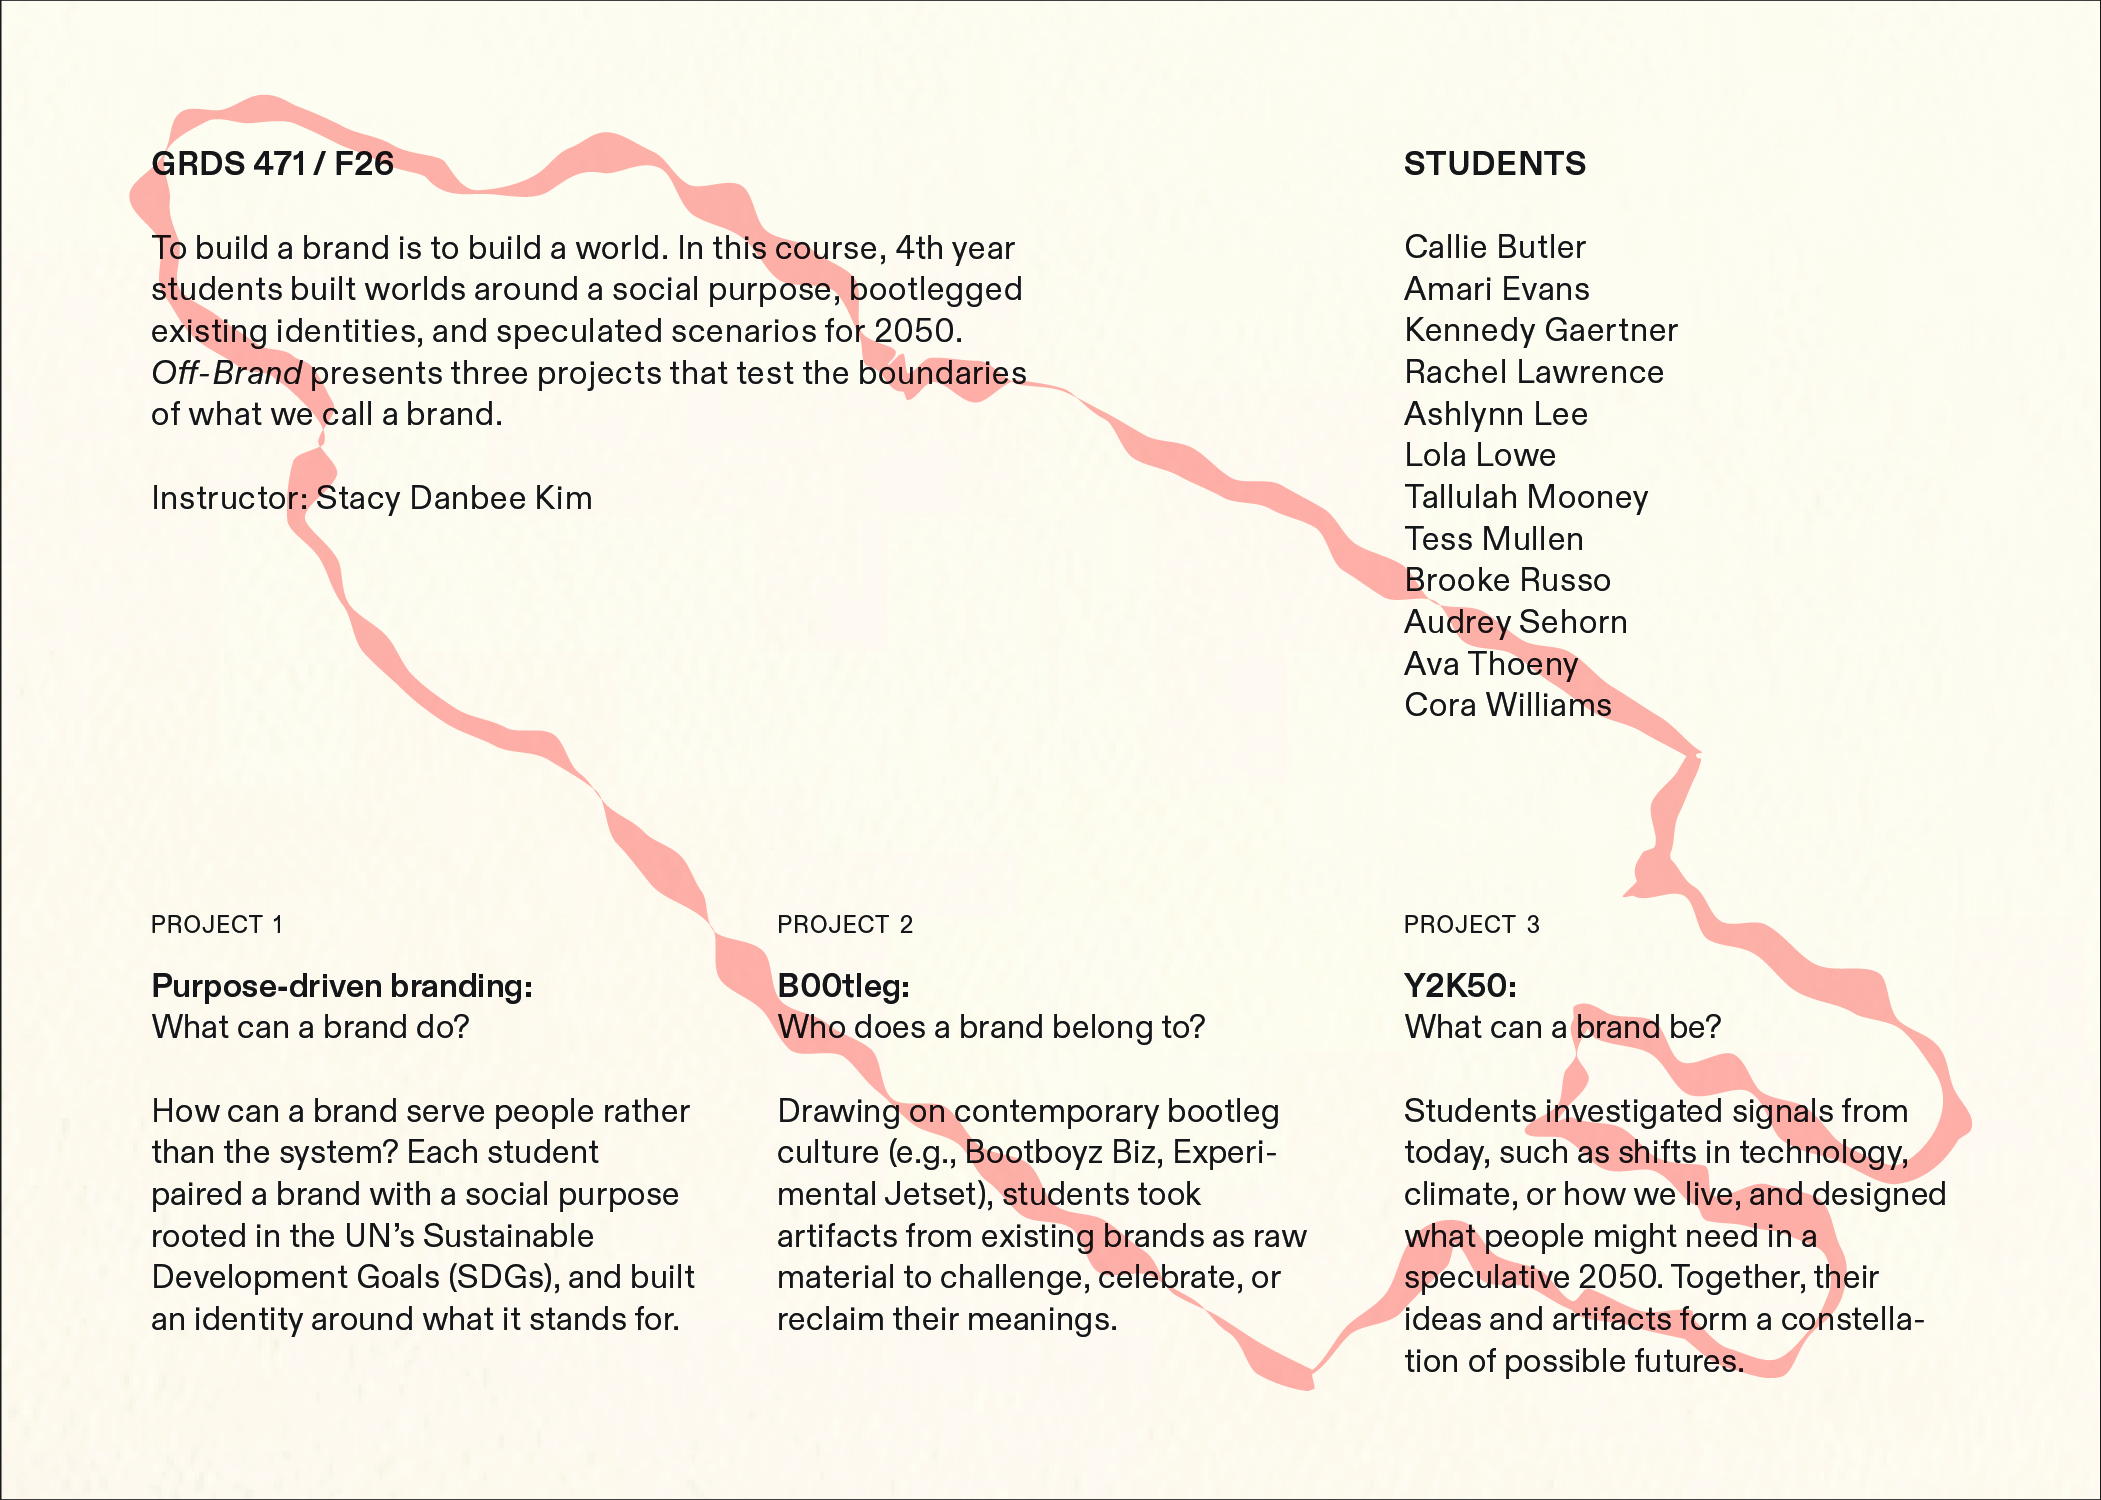 GRDS 471 / F26
To build a brand is to build a world. In this course, 4th year
students built worlds around a social purpose, bootlegged
existing identities, and speculated scenarios for 2050.
Off-Brand presents three projects that test the boundaries
of what we call a brand.
Instructor: Stacy Danbee Kim
STUDENTS
Callie Butler
Amari Evans
Kennedy Gaertner
Rachel Lawrence
Ashlynn Lee
Lola Lowe
Tallulah Mooney
Tess Mullen
Brooke Russo
Audrey Sehorn
Ava Thoeny
Cora Williams
PROJECT 1
Purpose-driven branding:
What can a brand do?
How can a brand serve people rather
than the system? Each student
paired a brand with a social purpose
rooted in the UN’s Sustainable
Development Goals (SDGs), and built
an identity around what it stands for.
PROJECT 2
B00tleg:
Who does a brand belong to?
Drawing on contemporary bootleg
culture (e.g., Bootboyz Biz, Experi-
mental Jetset), students took
artifacts from existing brands as raw
material to challenge, celebrate, or
reclaim their meanings.
PROJECT 3
Y2K50:
What can a brand be?
Students investigated signals from
today, such as shifts in technology,
climate, or how we live, and designed
what people might need in a
speculative 2050. Together, their
ideas and artifacts form a constella-
tion of possible futures.